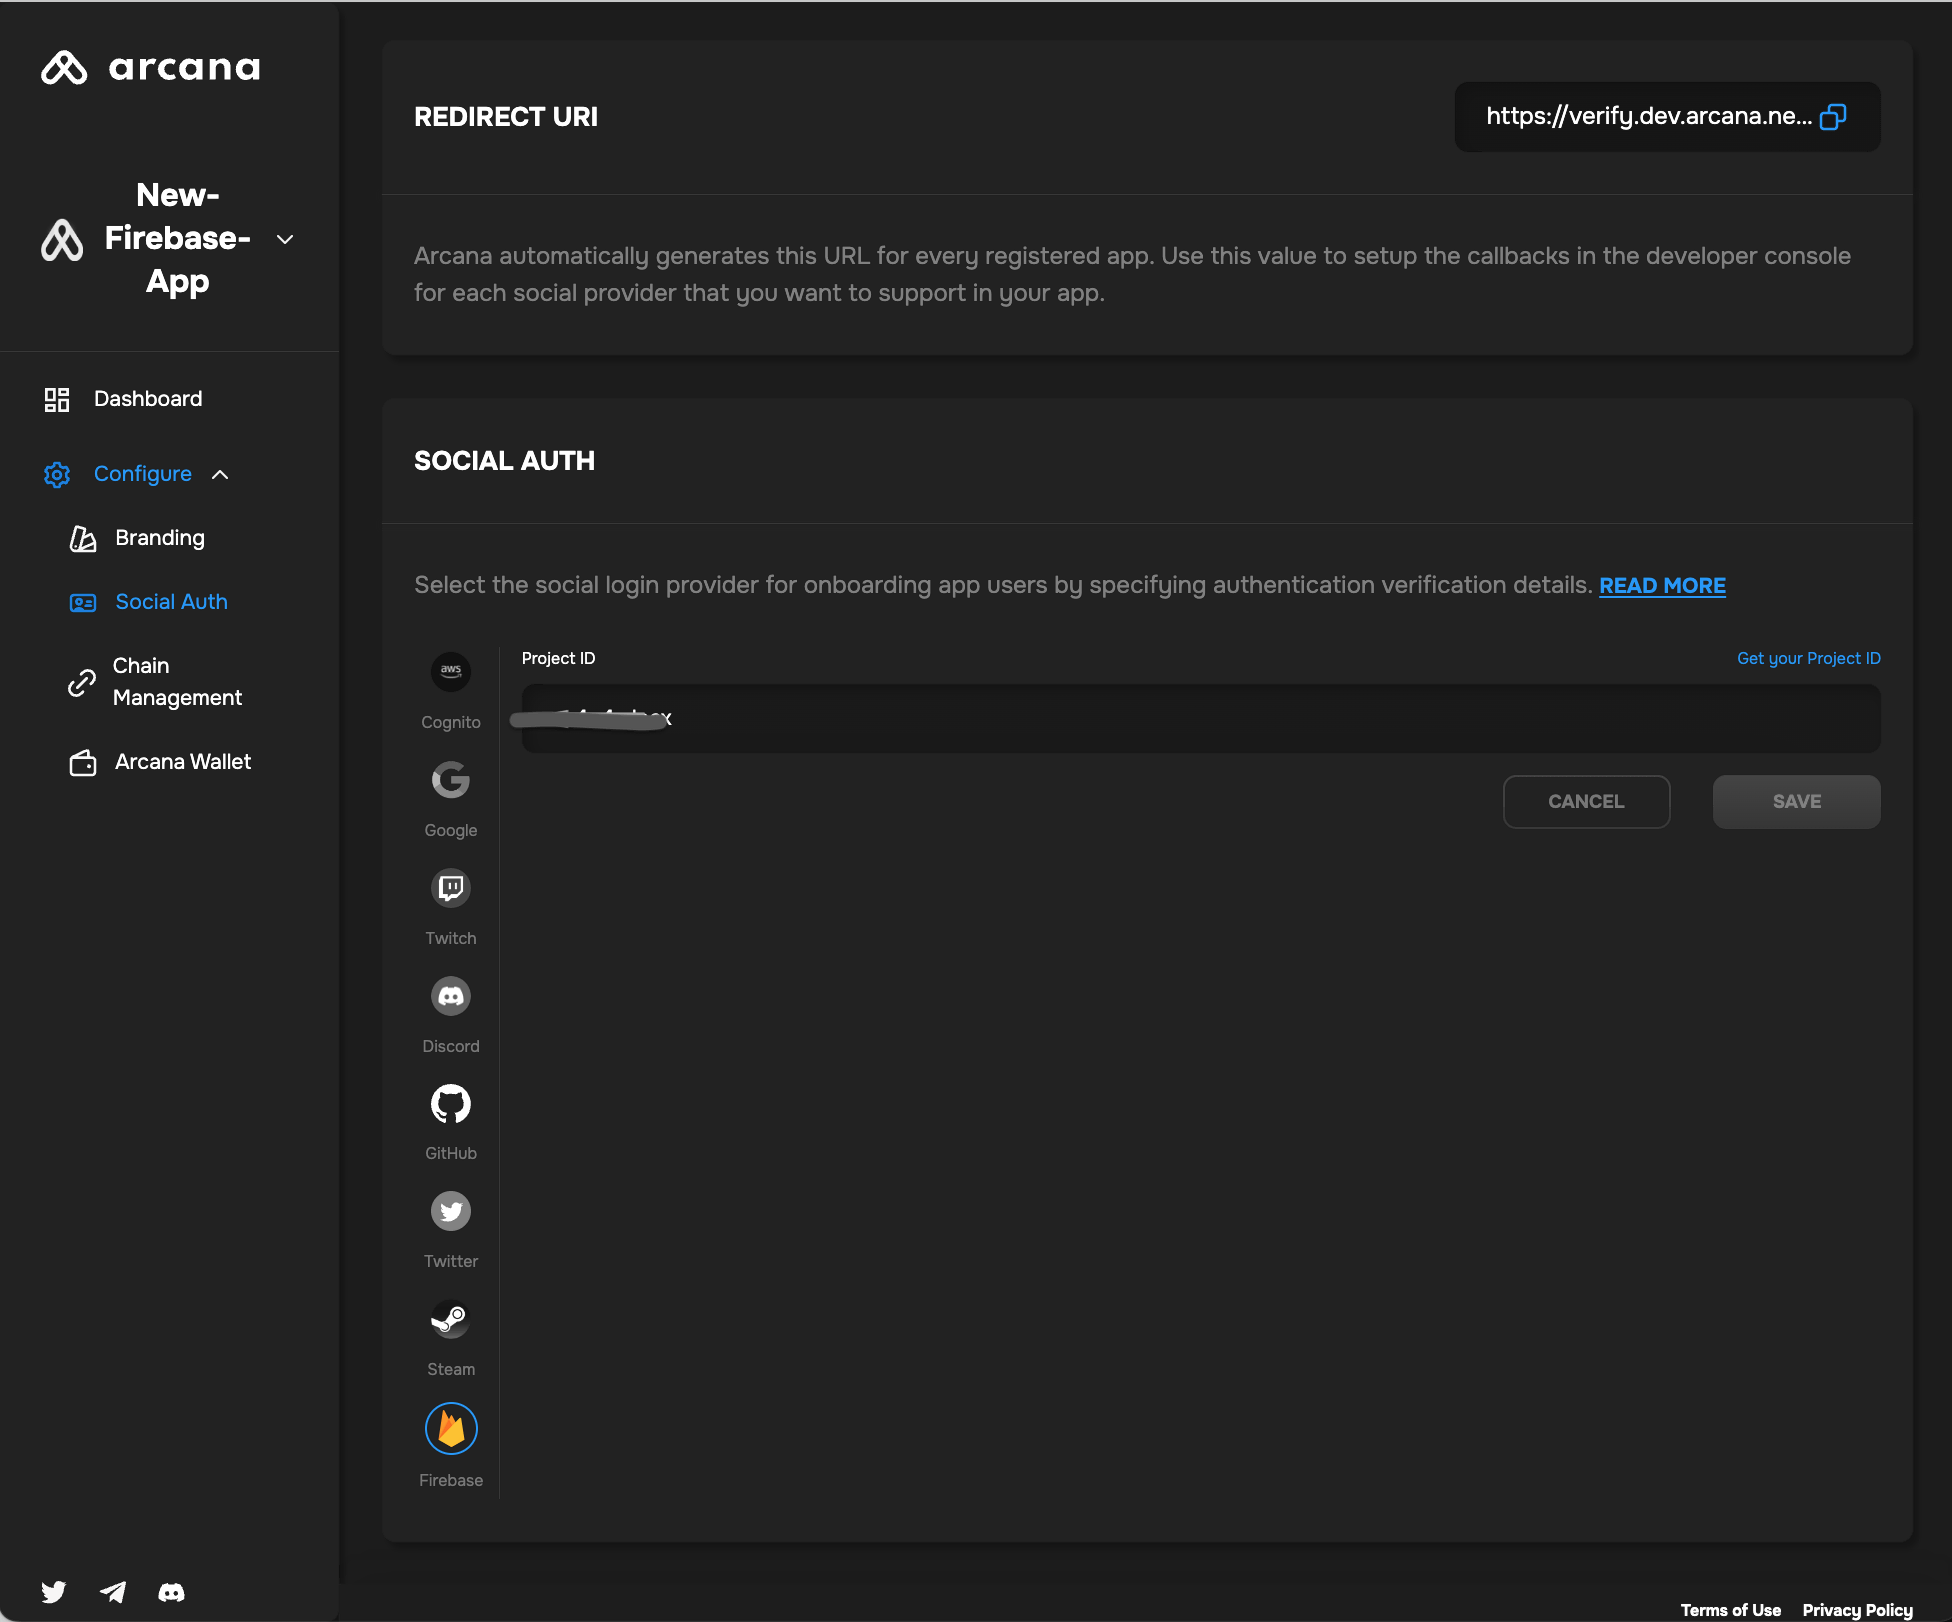 arcana
New-
Firebase-
App
Dashboard
Configure
Branding
Social Auth
Chain
Management
Arcana Wallet
REDIRECT URI
https://verify.dev.arcana.ne...
Arcana automatically generates this URL for every registered app. Use this value to setup the callbacks in the developer console
for each social provider that you want to support in your app.
SOCIAL AUTH
Select the social login provider for onboarding app users by specifying authentication verification details. READ MORE
aws
Cognito
Google
Twitch
Discord
GitHub
Twitter
Steam
Firebase
Project ID
Get your Project ID
CANCEL
SAVE
Terms of Use
Privacy Policy